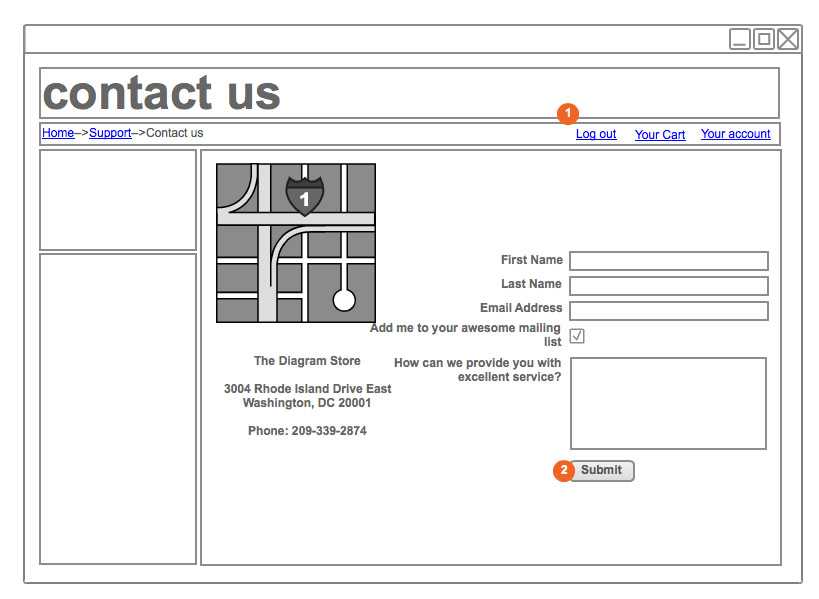 contact us
1
Home-->Support-->Contact us
Log out Your Cart Your account
1
First Name
Last Name
Email Address
Add me to your awesome mailing
list
How can we provide you with
excellent service?
The Diagram Store
3004 Rhode Island Drive East
Washington, DC 20001
Phone: 209-339-2874
2 Submit